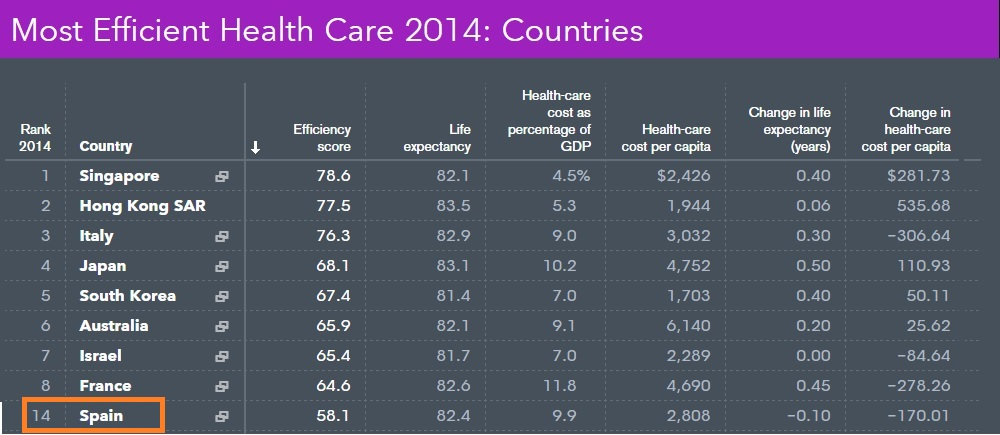 Most Efficient Health Care 2014: Countries
Rank 2014 Country Efficiency score Life expectancy Health-care cost as percentage of GDP Health-care cost per capita Change in life expectancy (years) Change in health-care cost per capita
1 Singapore 78.6 82.1 4.5% $2,426 0.40 $281.73
2 Hong Kong SAR 77.5 83.5 5.3 1,944 0.06 535.68
3 Italy 76.3 82.9 9.0 3,032 0.30 −306.64
4 Japan 68.1 83.1 10.2 4,752 0.50 110.93
5 South Korea 67.4 81.4 7.0 1,703 0.40 50.11
6 Australia 65.9 82.1 9.1 6,140 0.20 25.62
7 Israel 65.4 81.7 7.0 2,289 0.00 −84.64
8 France 64.6 82.6 11.8 4,690 0.45 −278.26
14 Spain 58.1 82.4 9.9 2,808 −0.10 −170.01